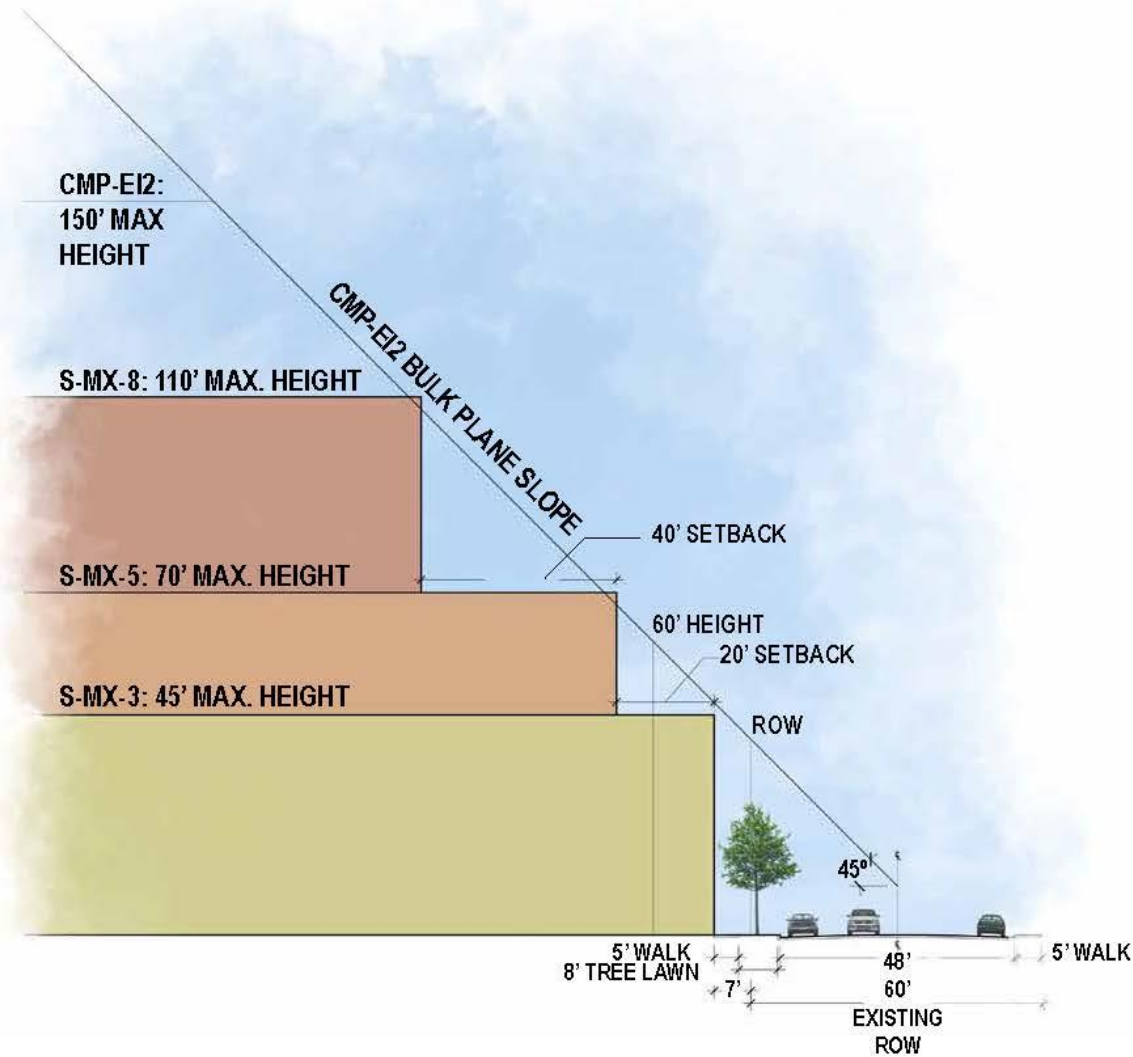 CMP-EI2:
150' MAX
HEIGHT
CMP-EI2 BULK PLANE SLOPE
S-MX-8: 110' MAX. HEIGHT
40' SETBACK
S-MX-5: 70' MAX. HEIGHT
60' HEIGHT
20' SETBACK
S-MX-3: 45' MAX. HEIGHT
ROW
45º
5' WALK
48'
5' WALK
8' TREE LAWN
7'
60'
EXISTING
ROW